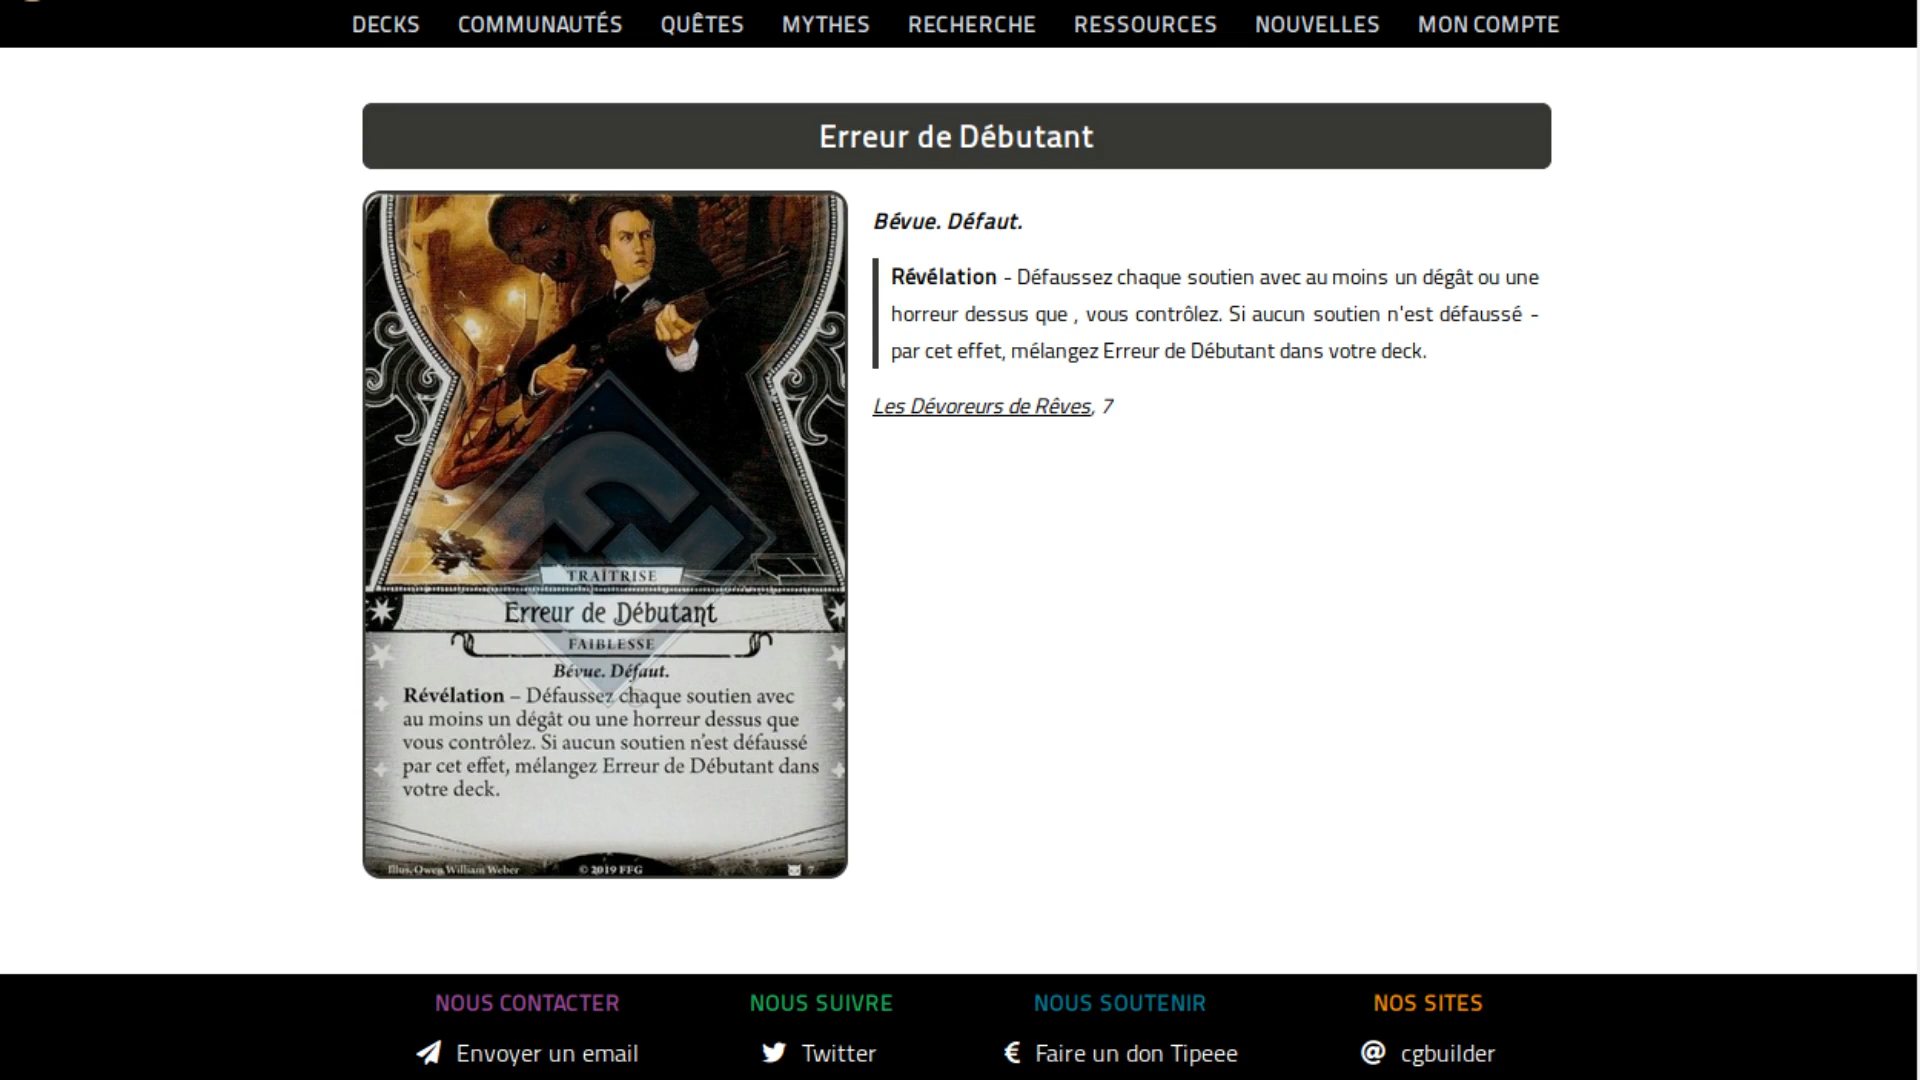 DECKS COMMUNAUTÉS QUÊTES MYTHES RECHERCHE RESSOURCES NOUVELLES MON COMPTE
Erreur de Débutant
TRAÎTRISE
Erreur de Débutant
FAIBLESSE
Bévue. Défaut.
Révélation – Défaussez chaque soutien avec
au moins un dégât ou une horreur dessus que
vous contrôlez. Si aucun soutien n'est défaussé
par cet effet, mélangez Erreur de Débutant dans
votre deck.
Illus. Owen William Weber © 2019 FFG 7
Bévue. Défaut.
Révélation - Défaussez chaque soutien avec au moins un dégât ou une
horreur dessus que , vous contrôlez. Si aucun soutien n'est défaussé -
par cet effet, mélangez Erreur de Débutant dans votre deck.
Les Dévoreurs de Rêves, 7
NOUS CONTACTER NOUS SUIVRE NOUS SOUTENIR NOS SITES
Envoyer un email Twitter € Faire un don Tipeee @ cgbuilder